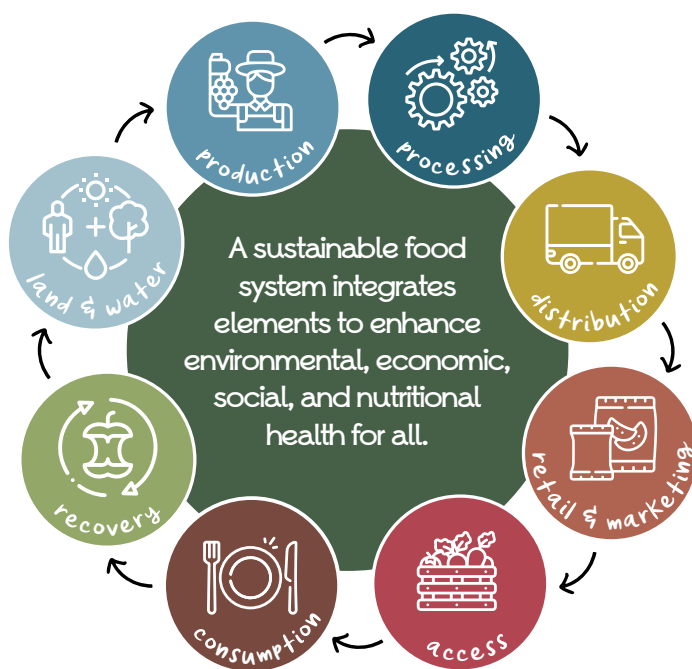 production
processing
distribution
retail & marketing
access
consumption
recovery
land & water
A sustainable food
system integrates
elements to enhance
environmental, economic,
social, and nutritional
health for all.